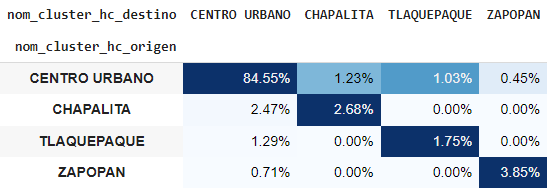 nom_cluster_hc_destino CENTRO URBANO CHAPALITA TLAQUEPAQUE ZAPOPAN
nom_cluster_hc_origen
CENTRO URBANO 84.55% 1.23% 1.03% 0.45%
CHAPALITA 2.47% 2.68% 0.00% 0.00%
TLAQUEPAQUE 1.29% 0.00% 1.75% 0.00%
ZAPOPAN 0.71% 0.00% 0.00% 3.85%